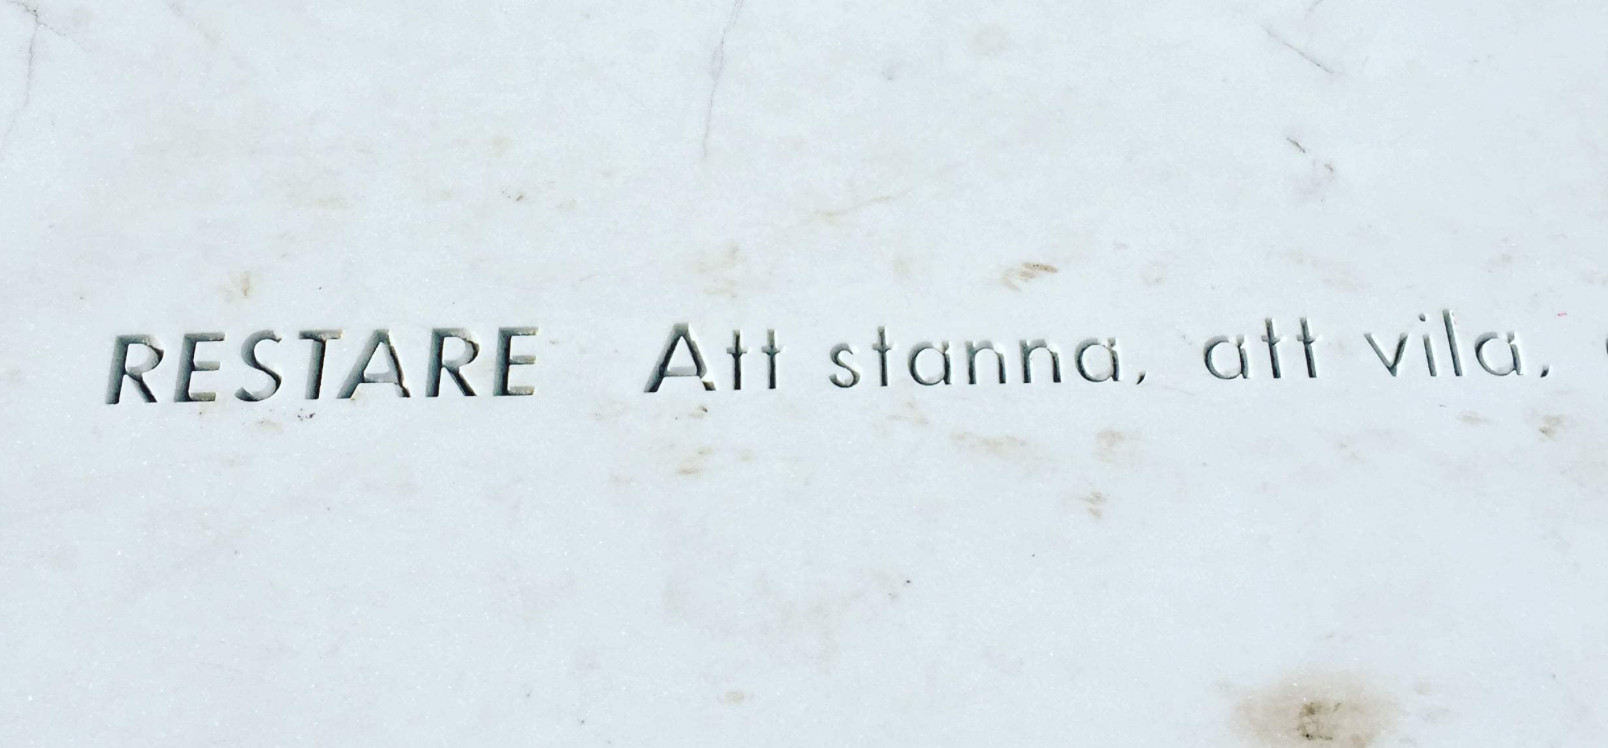 RESTARE Att stanna, att vila,